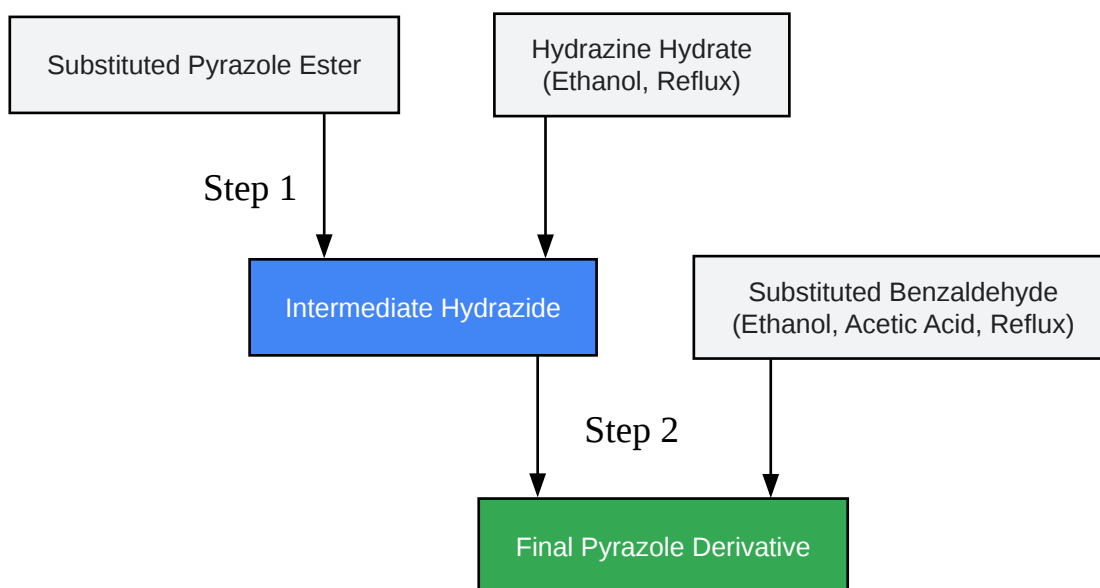 Substituted Pyrazole Ester
Hydrazine Hydrate
(Ethanol, Reflux)
Step 1
Intermediate Hydrazide
Substituted Benzaldehyde
(Ethanol, Acetic Acid, Reflux)
Step 2
Final Pyrazole Derivative